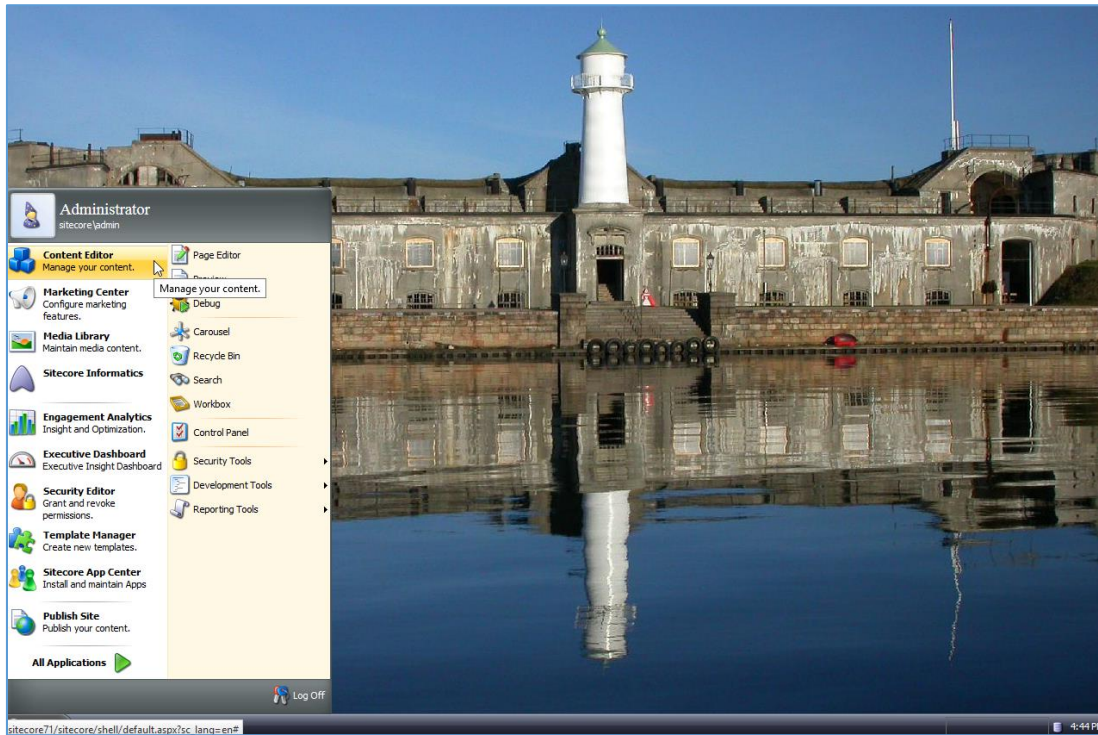 Administrator
sitecore\admin
Content Editor
Manage your content.
Marketing Center
Configure marketing
features.
Media Library
Maintain media content.
Sitecore Informatics
Engagement Analytics
Insight and Optimization.
Executive Dashboard
Executive Insight Dashboard
Security Editor
Grant and revoke
permissions.
Template Manager
Create new templates.
Sitecore App Center
Install and maintain Apps
Publish Site
Publish your content.
All Applications
Page Editor
Manage your content.
Debug
Carousel
Recycle Bin
Search
Workbox
Control Panel
Security Tools
Development Tools
Reporting Tools
Log Off
sitecore71/sitecore/shell/default.aspx?sc_lang=en#
4:44 P